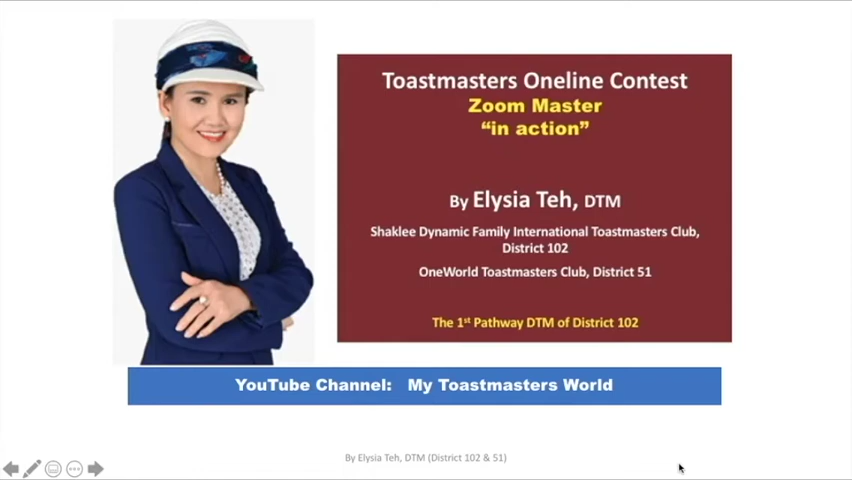 Toastmasters Oneline Contest
Zoom Master
“in action”
By Elysia Teh, DTM
Shaklee Dynamic Family International Toastmasters Club,
District 102
OneWorld Toastmasters Club, District 51
The 1st Pathway DTM of District 102
YouTube Channel: My Toastmasters World
By Elysia Teh, DTM (District 102 & 51)